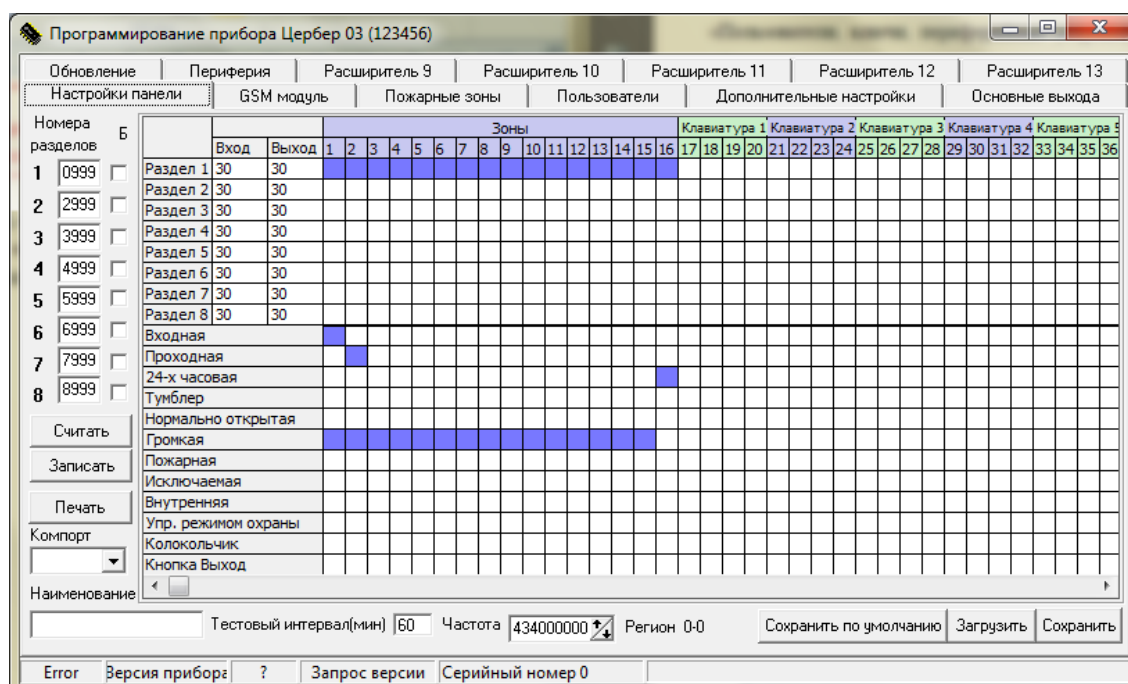 Программирование прибора Цербер 03 (123456)
Обновление Периферия Расширитель 9 Расширитель 10 Расширитель 11 Расширитель 12 Расширитель 13
Настройки панели GSM модуль Пожарные зоны Пользователи Дополнительные настройки Основные выхода
Номера разделов Б
Зоны Клавиатура 1 Клавиатура 2 Клавиатура 3 Клавиатура 4 Клавиатура 5
Вход Выход 1 2 3 4 5 6 7 8 9 10 11 12 13 14 15 16 17 18 19 20 21 22 23 24 25 26 27 28 29 30 31 32 33 34 35 36
1 0999 Раздел 1 30 30
2 2999 Раздел 2 30 30
3 3999 Раздел 3 30 30
4 4999 Раздел 4 30 30
5 5999 Раздел 5 30 30
6 6999 Раздел 6 30 30
7 7999 Раздел 7 30 30
8 8999 Раздел 8 30 30
Входная
Проходная
24-х часовая
Тумблер
Нормально открытая
Громкая
Пожарная
Исключаемая
Внутренняя
Упр. режимом охраны
Колокольчик
Кнопка Выход
Считать
Записать
Печать
Компорт
Наименование
Тестовый интервал(мин) 60 Частота 434000000 Регион 0-0 Сохранить по умолчанию Загрузить Сохранить
Error Версия прибора ? Запрос версии Серийный номер 0